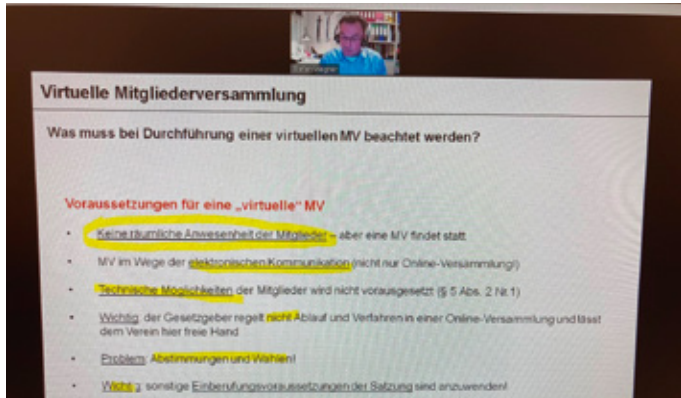 Virtuelle Mitgliederversammlung
Was muss bei Durchführung einer virtuellen MV beachtet werden?
Voraussetzungen für eine „virtuelle“ MV
• Keine räumliche Anwesenheit der Mitglieder – aber eine MV findet statt
• MV im Wege der elektronischen Kommunikation (nicht nur Online-Versammlung!)
• Technische Möglichkeiten der Mitglieder wird nicht vorausgesetzt (§ 5 Abs. 2 Nr.1)
• Wichtig: der Gesetzgeber regelt nicht Ablauf und Verfahren in einer Online-Versammlung und lässt
dem Verein hier freie Hand
• Problem: Abstimmungen und Wahlen!
• Wichtig: sonstige Einberufungsvoraussetzungen der Satzung sind anzuwenden!